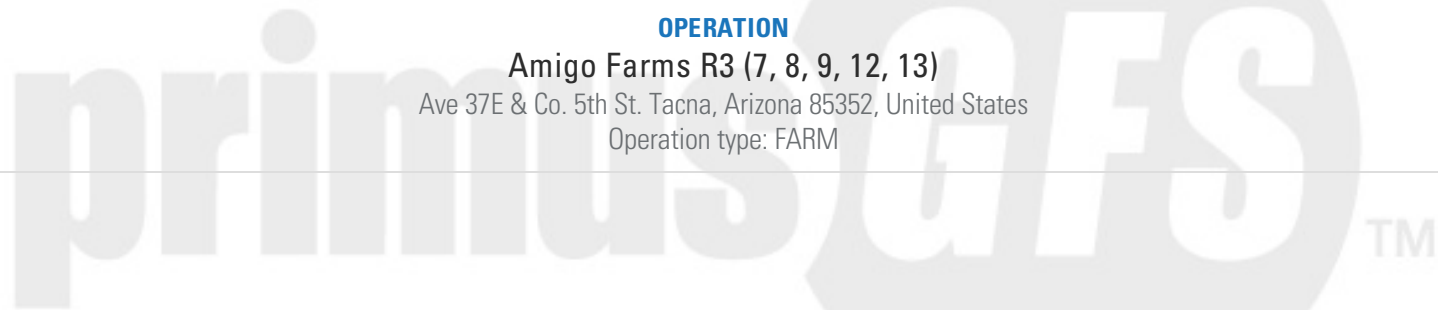 OPERATION
Amigo Farms R3 (7, 8, 9, 12, 13)
Ave 37E & Co. 5th St. Tacna, Arizona 85352, United States
Operation type: FARM
primusGFS TM